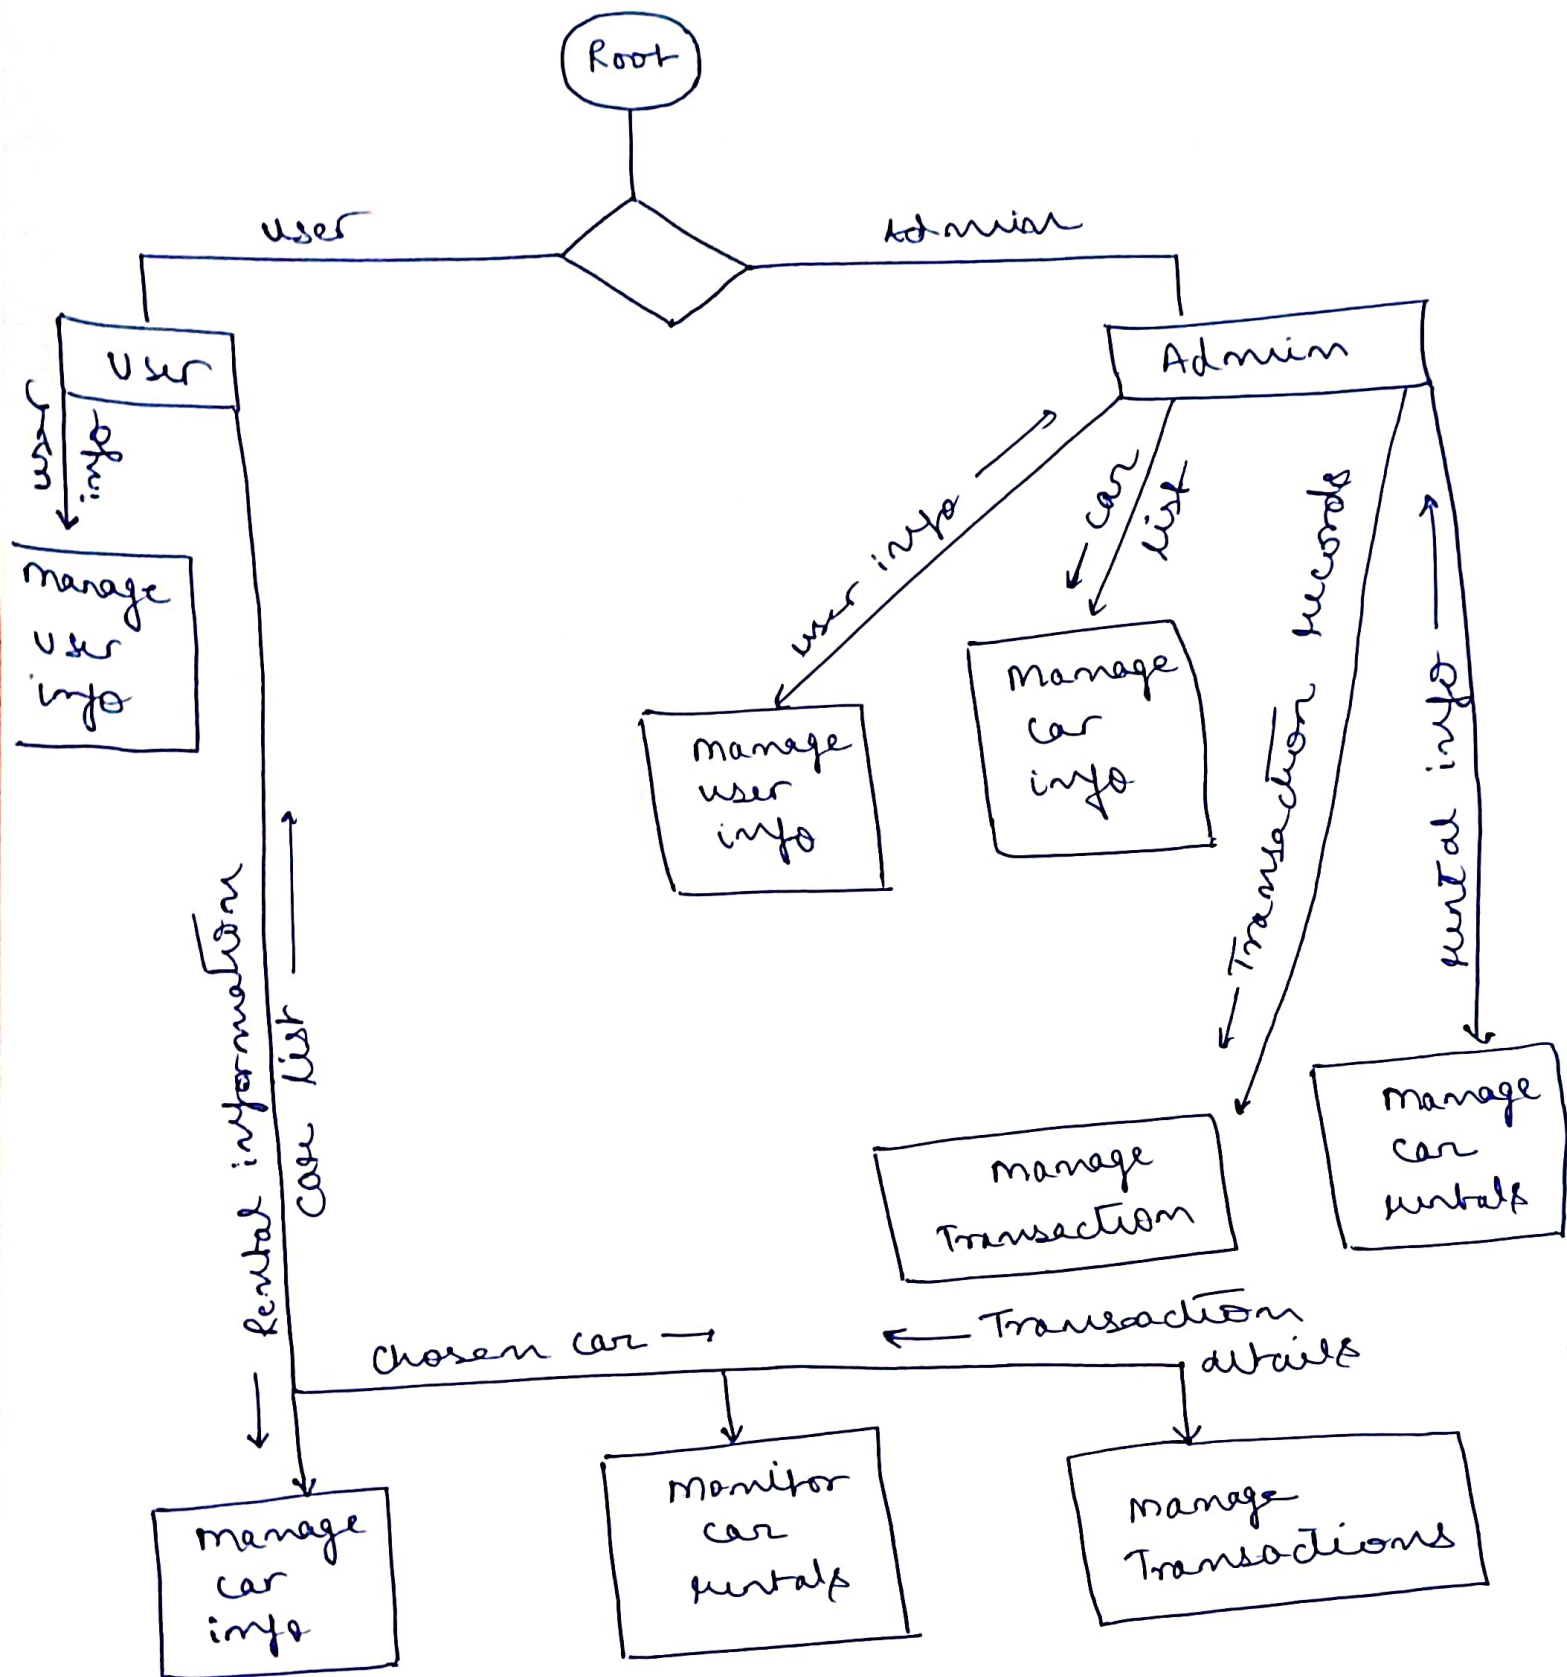 Root
User
Admin
User
Admin
user
info
manage
user
info
user info
car
list
Transaction records
rental info
manage
user
info
manage
car
info
manage
Transaction
manage
car
rentals
Rental information
Car list
chosen car
Transaction
details
manage
car
info
monitor
car
rentals
manage
Transactions